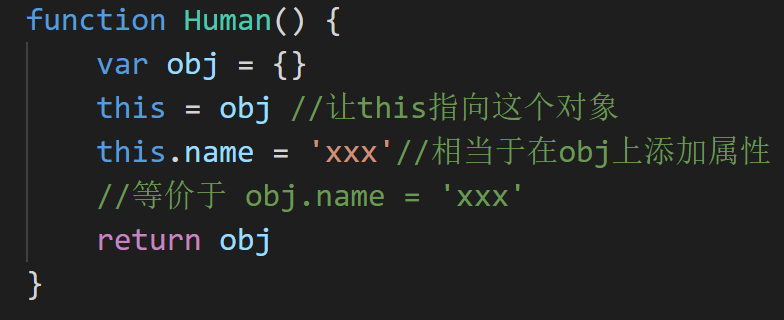 function Human() {
var obj = {}
this = obj //让this指向这个对象
this.name = 'xxx'//相当于在obj上添加属性
//等价于 obj.name = 'xxx'
return obj
}